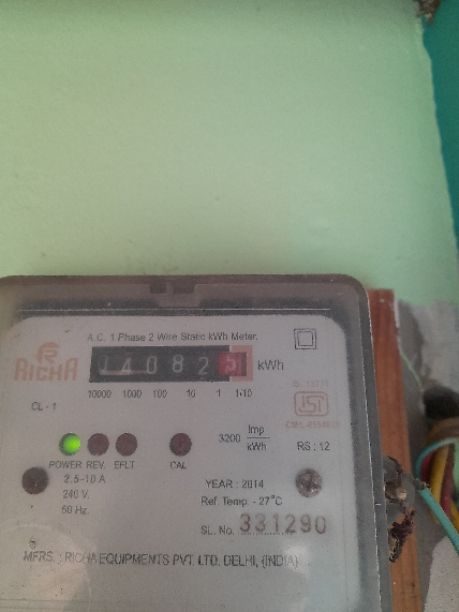 A.C. 1 Phase 2 Wire Static kWh Meter.
RICHA
140825 kWh
10000 1000 100 10 1 1/10
CL - 1
3200 Imp/kWh
RS : 12
POWER REV. EFLT CAL
2.5-10 A
240 V.
50 Hz.
YEAR : 2014
Ref. Temp. - 27°C
SL. No. 331290
MFRS. : RICHA EQUIPMENTS PVT. LTD. DELHI, (INDIA)